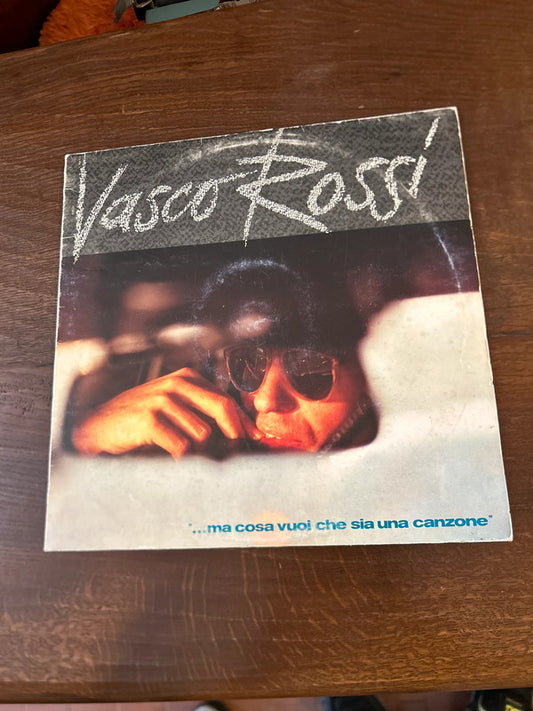 Vasco Rossi
"...ma cosa vuoi che sia una canzone"